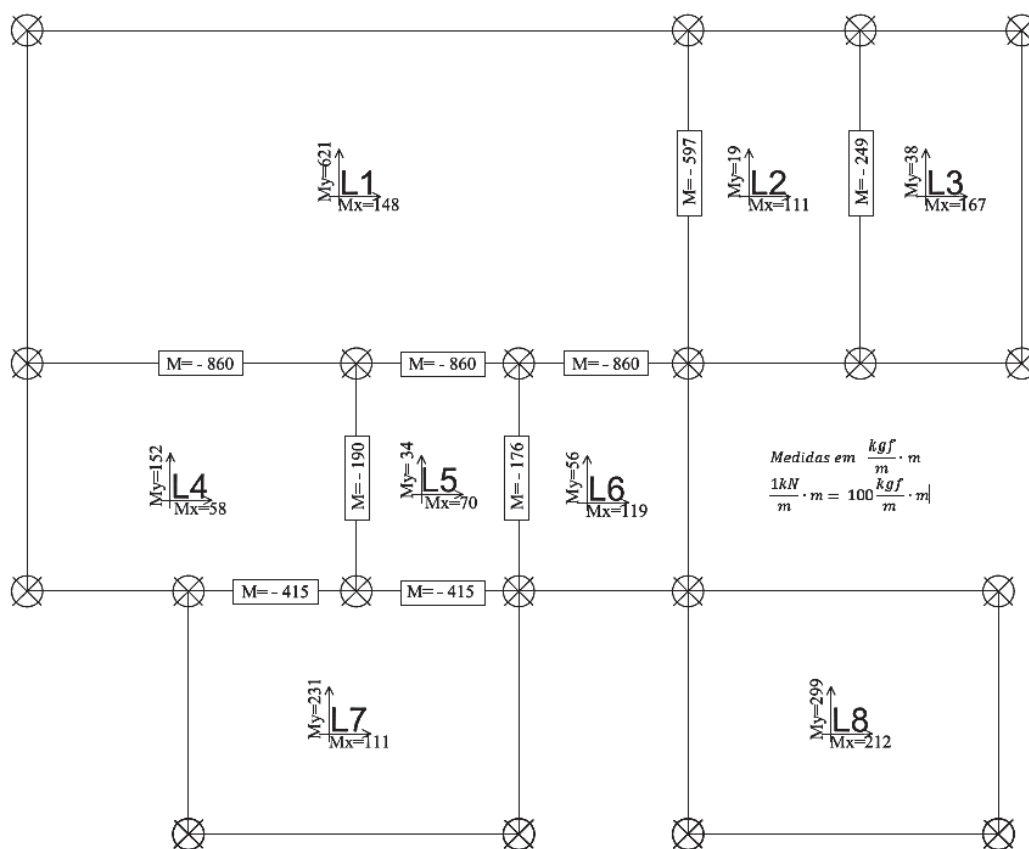 My=621
L1
Mx=148
M= - 597
My=19
L2
Mx=111
M= - 249
My=38
L3
Mx=167
M= - 860
M= - 860
M= - 860
My=152
L4
Mx=58
M= - 190
My= 34
L5
Mx=70
M= - 176
My=56
L6
Mx=119
Medidas em kgf/m · m
1kN/m · m = 100 kgf/m · m
M= - 415
M= - 415
My=231
L7
Mx=111
My=299
L8
Mx=212